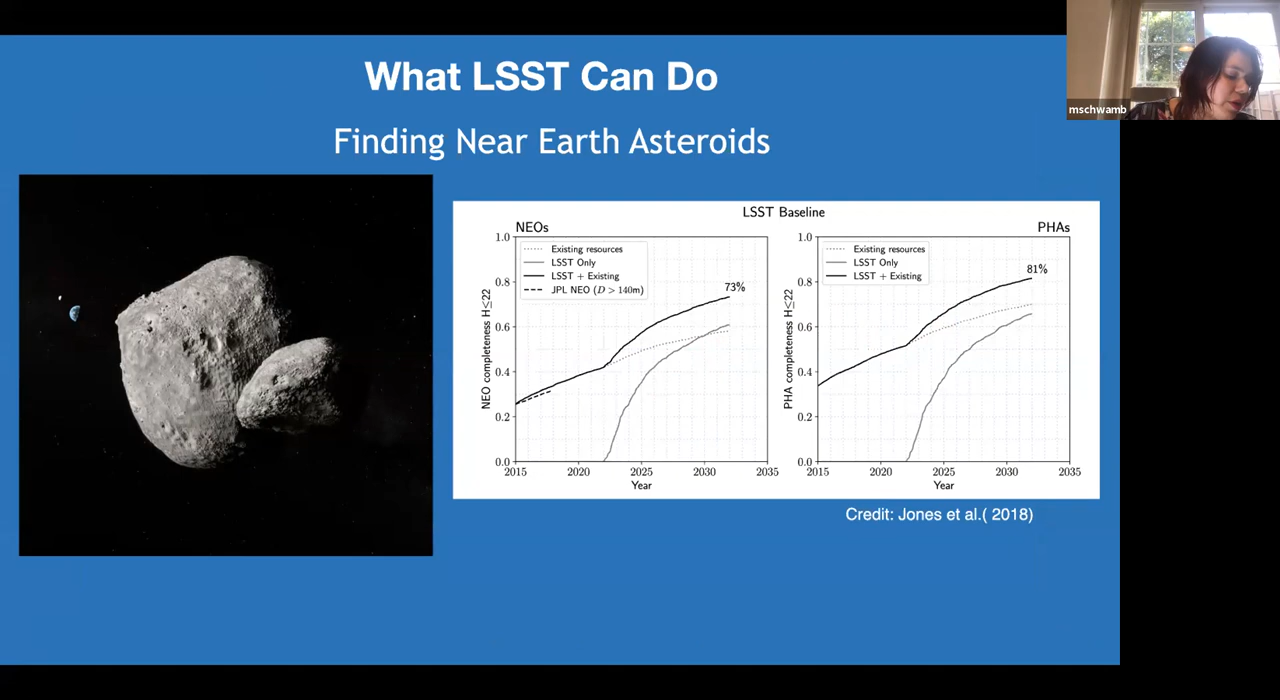 What LSST Can Do
mschwamb
Finding Near Earth Asteroids
LSST Baseline
NEOs
Existing resources
LSST Only
LSST + Existing
JPL NEO (D > 140m)
73%
NEO completeness H≤22
1.0
0.8
0.6
0.4
0.2
0.0
2015 2020 2025 2030 2035
Year
PHAs
Existing resources
LSST Only
LSST + Existing
81%
PHA completeness H≤22
1.0
0.8
0.6
0.4
0.2
0.0
2015 2020 2025 2030 2035
Year
Credit: Jones et al.( 2018)